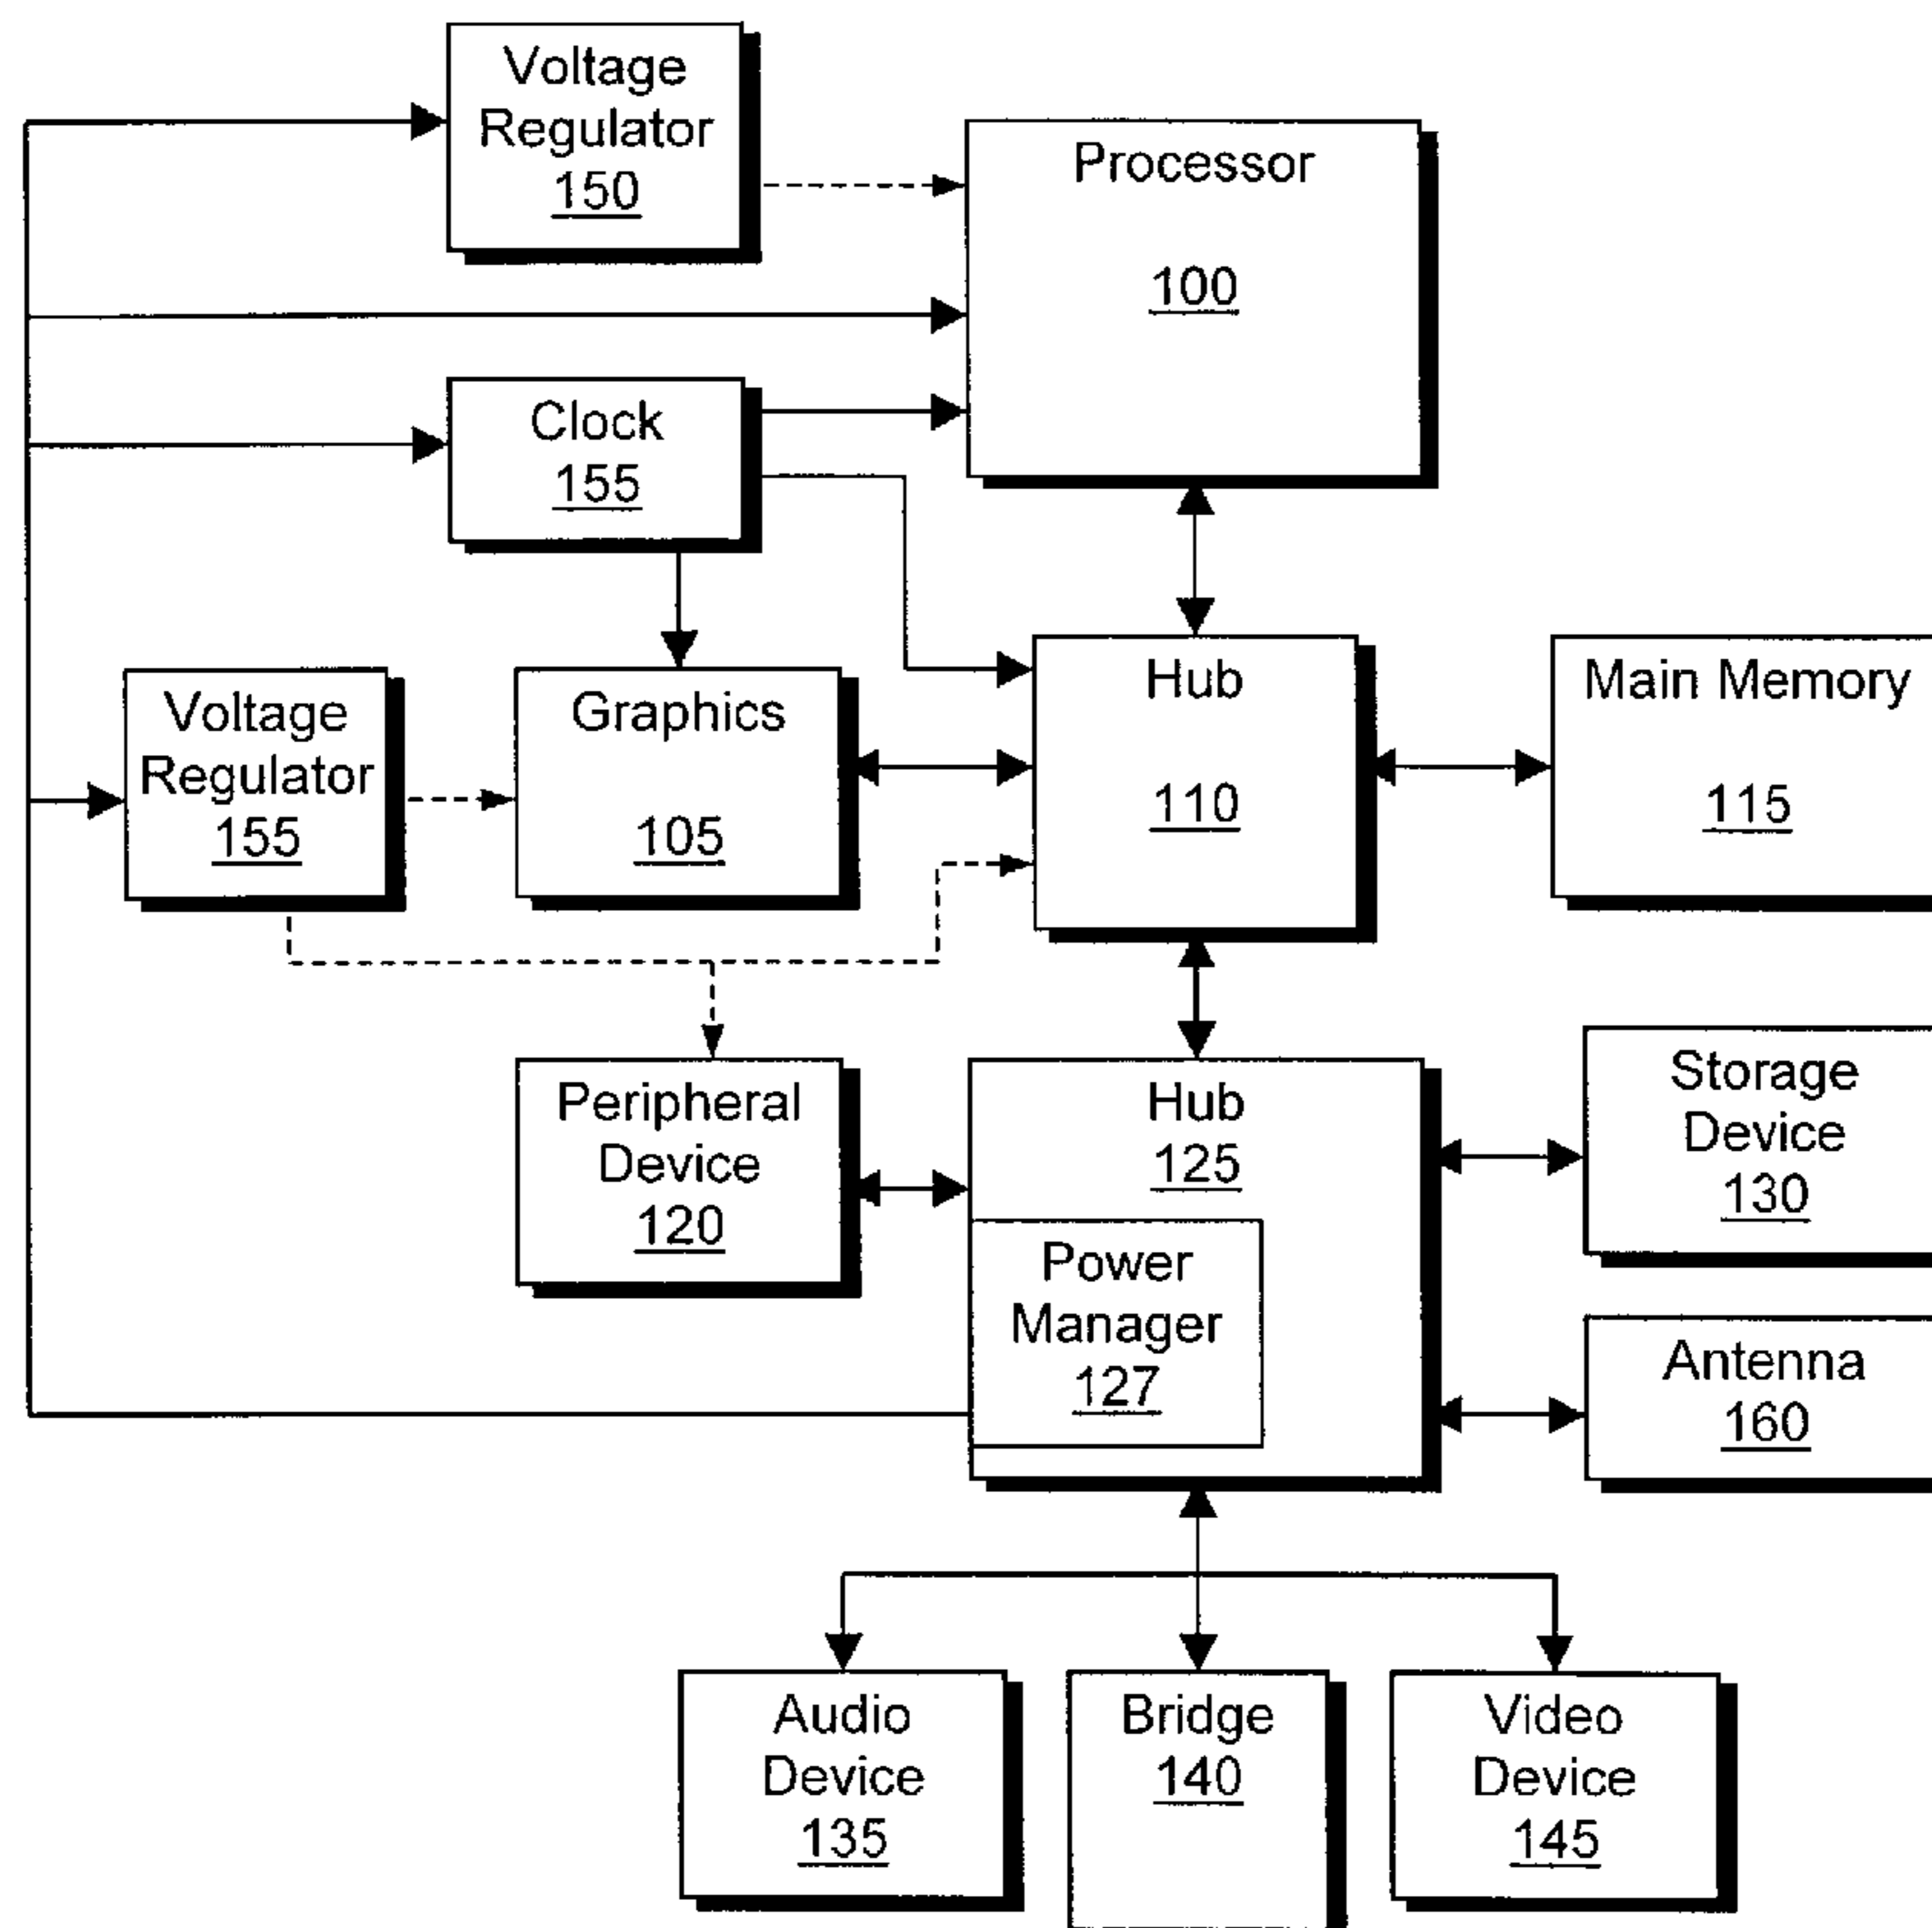 Voltage
Regulator
150
Processor
100
Clock
155
Voltage
Regulator
155
Graphics
105
Hub
110
Main Memory
115
Peripheral
Device
120
Hub
125
Power
Manager
127
Storage
Device
130
Antenna
160
Audio
Device
135
Bridge
140
Video
Device
145